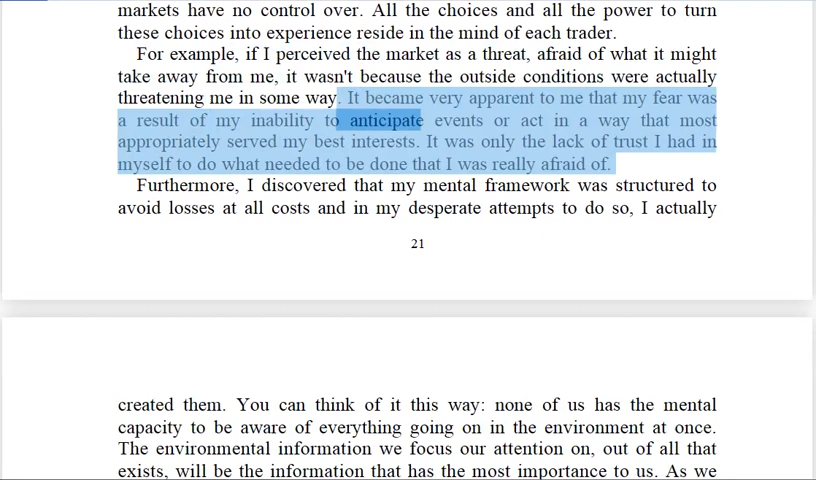 markets have no control over. All the choices and all the power to turn
these choices into experience reside in the mind of each trader.
For example, if I perceived the market as a threat, afraid of what it might
take away from me, it wasn't because the outside conditions were actually
threatening me in some way. It became very apparent to me that my fear was
a result of my inability to anticipate events or act in a way that most
appropriately served my best interests. It was only the lack of trust I had in
myself to do what needed to be done that I was really afraid of.
Furthermore, I discovered that my mental framework was structured to
avoid losses at all costs and in my desperate attempts to do so, I actually
21
created them. You can think of it this way: none of us has the mental
capacity to be aware of everything going on in the environment at once.
The environmental information we focus our attention on, out of all that
exists, will be the information that has the most importance to us. As we